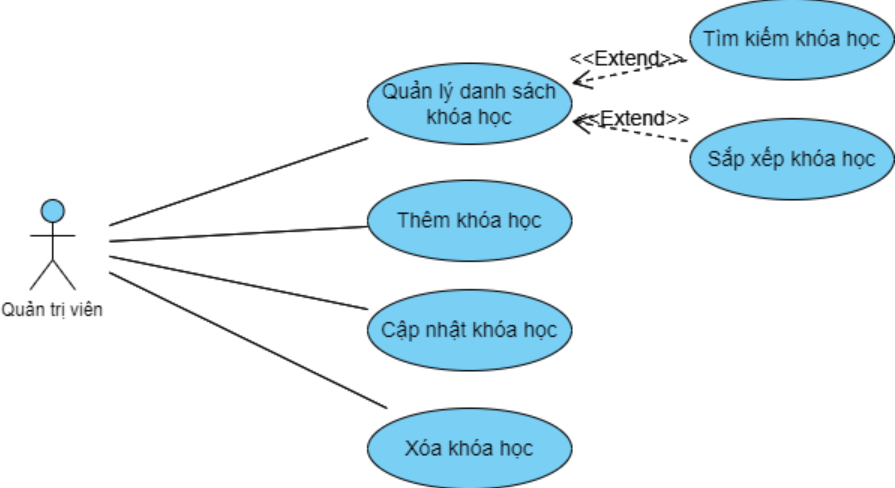 Tìm kiếm khóa học
<<Extend>>
Quản lý danh sách
khóa học
<<Extend>>
Sắp xếp khóa học
Thêm khóa học
Quản trị viên
Cập nhật khóa học
Xóa khóa học